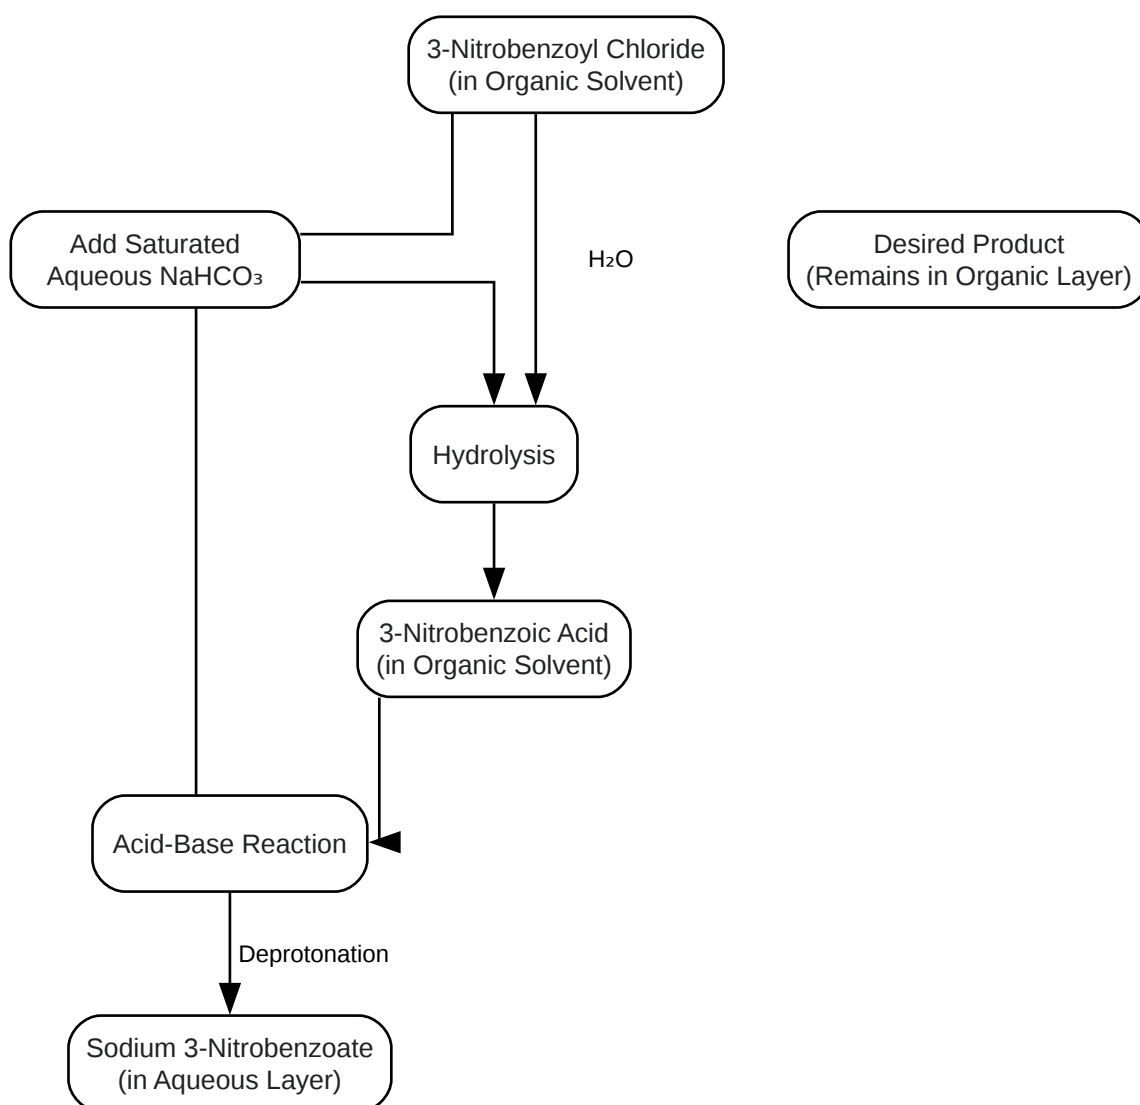 3-Nitrobenzoyl Chloride
(in Organic Solvent)
Add Saturated
Aqueous NaHCO₃
H₂O
Desired Product
(Remains in Organic Layer)
Hydrolysis
3-Nitrobenzoic Acid
(in Organic Solvent)
Acid-Base Reaction
Deprotonation
Sodium 3-Nitrobenzoate
(in Aqueous Layer)